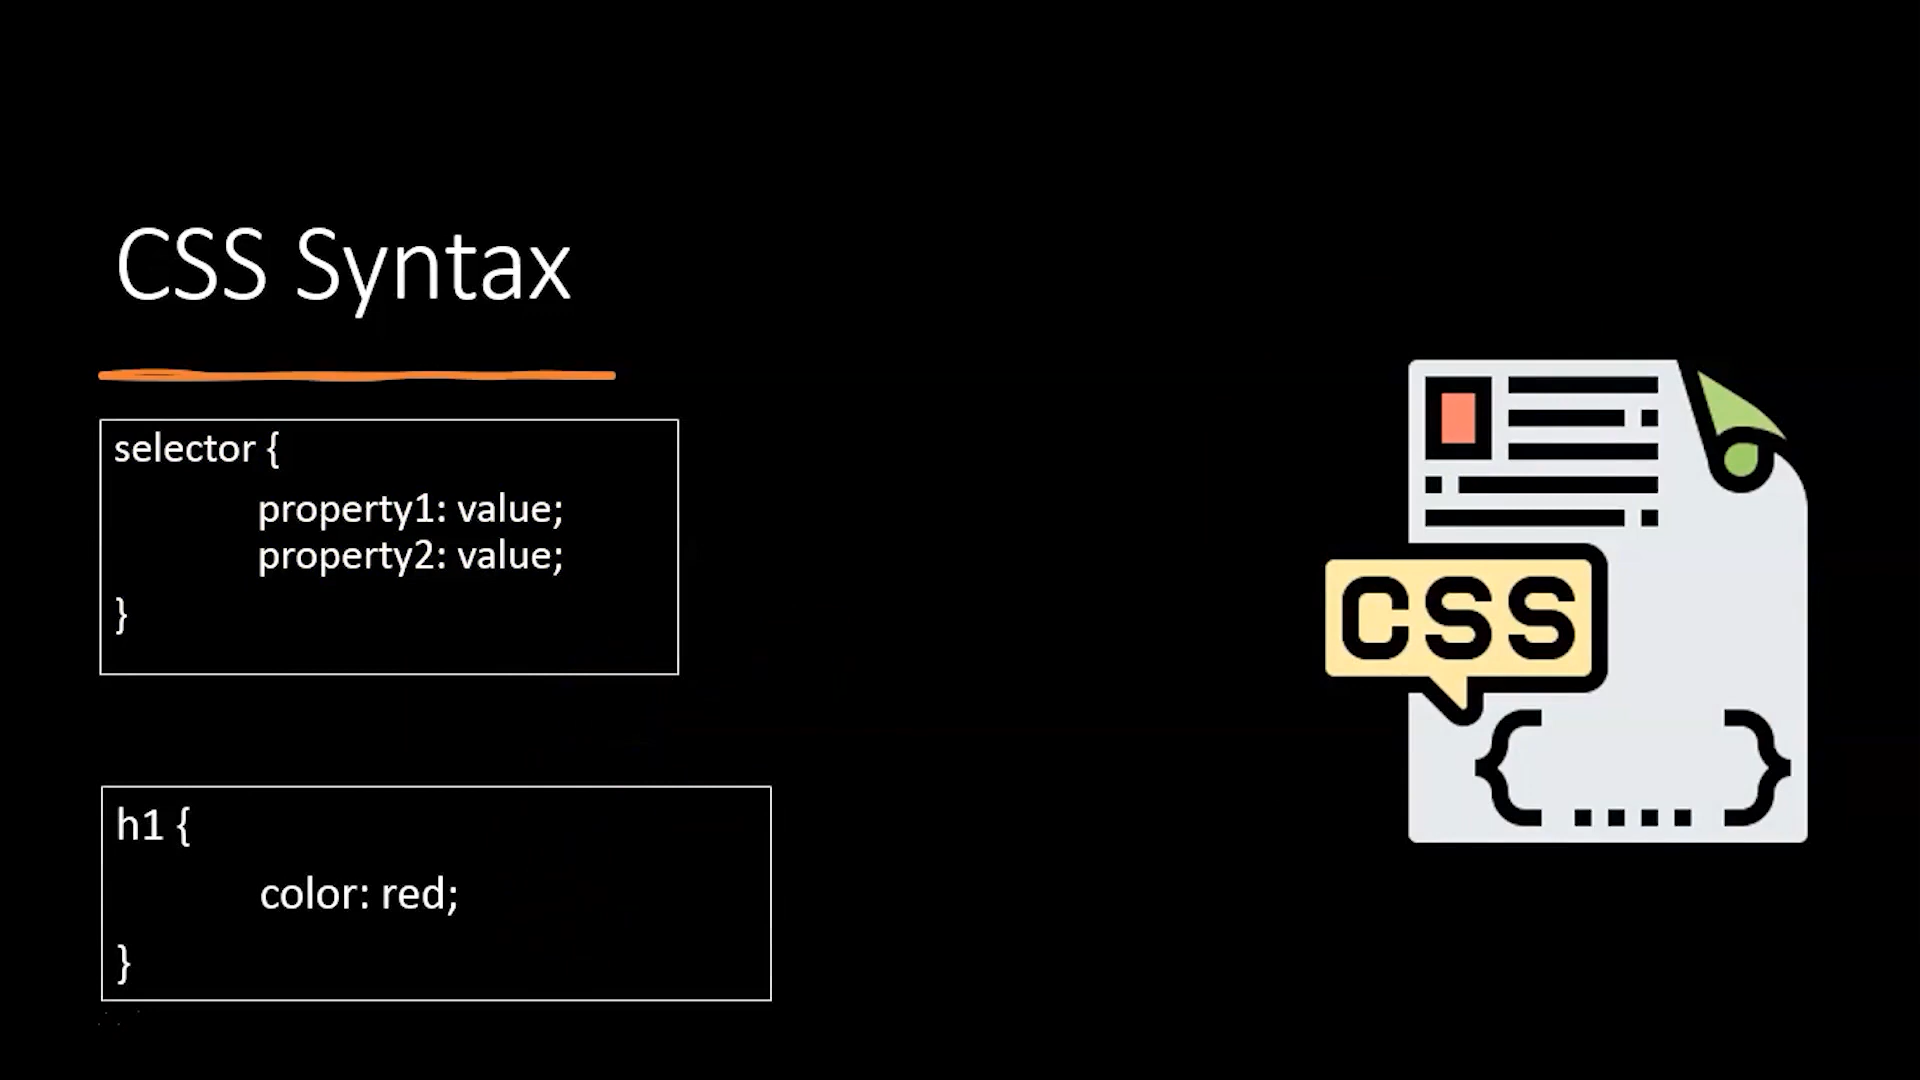 CSS Syntax
selector {
property1: value;
property2: value;
}
h1 {
color: red;
}
CSS
{ .... }